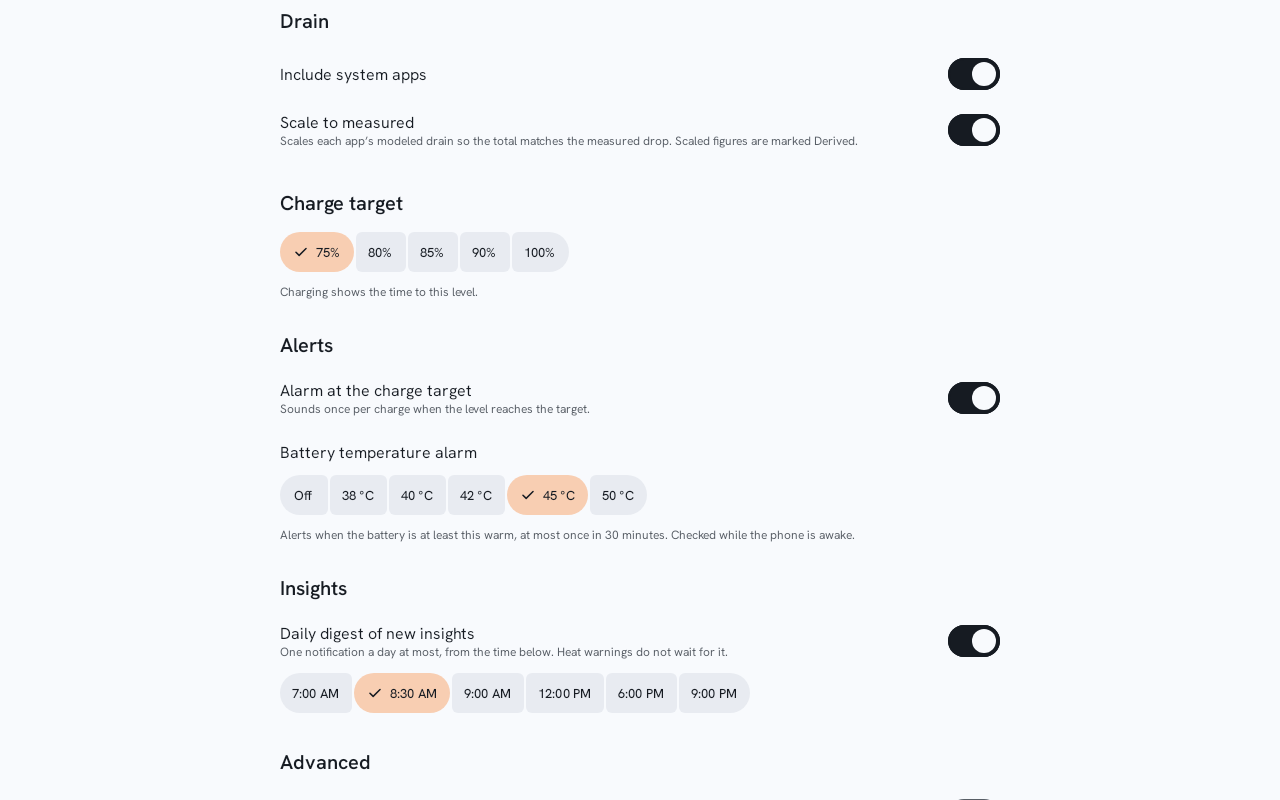 Drain
Include system apps
Scale to measured
Scales each app’s modeled drain so the total matches the measured drop. Scaled figures are marked Derived.
Charge target
75% 80% 85% 90% 100%
Charging shows the time to this level.
Alerts
Alarm at the charge target
Sounds once per charge when the level reaches the target.
Battery temperature alarm
Off 38 °C 40 °C 42 °C 45 °C 50 °C
Alerts when the battery is at least this warm, at most once in 30 minutes. Checked while the phone is awake.
Insights
Daily digest of new insights
One notification a day at most, from the time below. Heat warnings do not wait for it.
7:00 AM 8:30 AM 9:00 AM 12:00 PM 6:00 PM 9:00 PM
Advanced